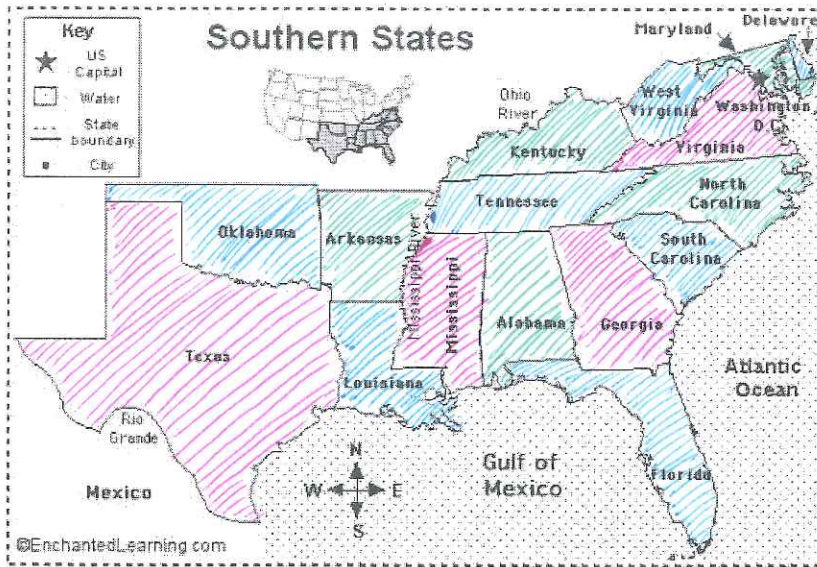 Key
US
Capital
Water
State
boundary
City
Southern States
Maryland
Delaware
Ohio
River
West
Virginia
Washington
D.C.
Kentucky
Virginia
Tennessee
North
Carolina
Oklahoma
Arkansas
South
Carolina
Mississippi River
Mississippi
Alabama
Georgia
Texas
Louisiana
Atlantic
Ocean
Rio
Grande
Gulf of
Mexico
Florida
Mexico
N
W E
S
©EnchantedLearning.com